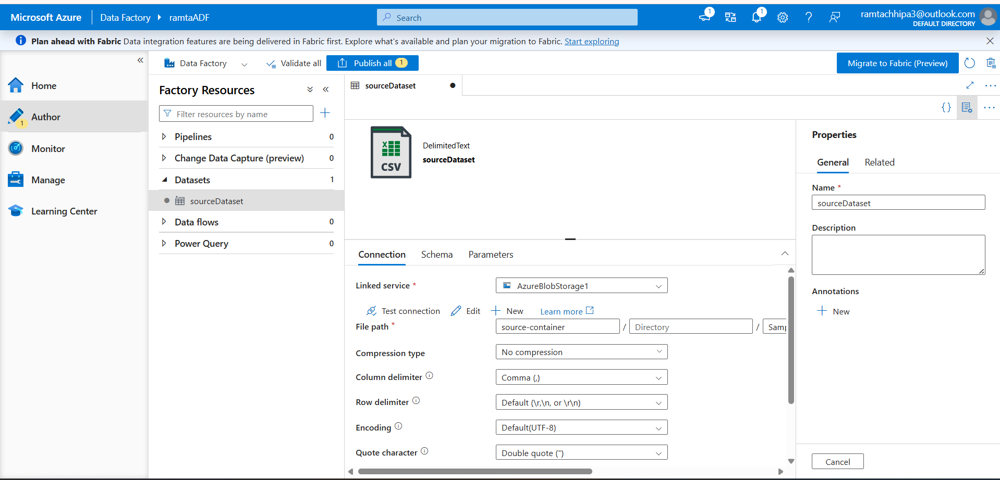 Microsoft Azure
Data Factory
ramtaADF
Search
1
1
ramtachhipa3@outlook.com
DEFAULT DIRECTORY
Plan ahead with Fabric Data integration features are being delivered in Fabric first. Explore what's available and plan your migration to Fabric. Start exploring
Home
Author
1
Monitor
Manage
Learning Center
Data Factory
Validate all
Publish all 1
Migrate to Fabric (Preview)
Factory Resources
Filter resources by name
Pipelines 0
Change Data Capture (preview) 0
Datasets 1
sourceDataset
Data flows 0
Power Query 0
sourceDataset
{}
X
CSV
DelimitedText
sourceDataset
Connection Schema Parameters
Linked service * AzureBlobStorage1
Test connection Edit New Learn more
File path * source-container / Directory / Samp
Compression type No compression
Column delimiter Comma (,)
Row delimiter Default (\r,\n, or \r\n)
Encoding Default(UTF-8)
Quote character Double quote (")
Properties
General Related
Name *
sourceDataset
Description
Annotations
New
Cancel